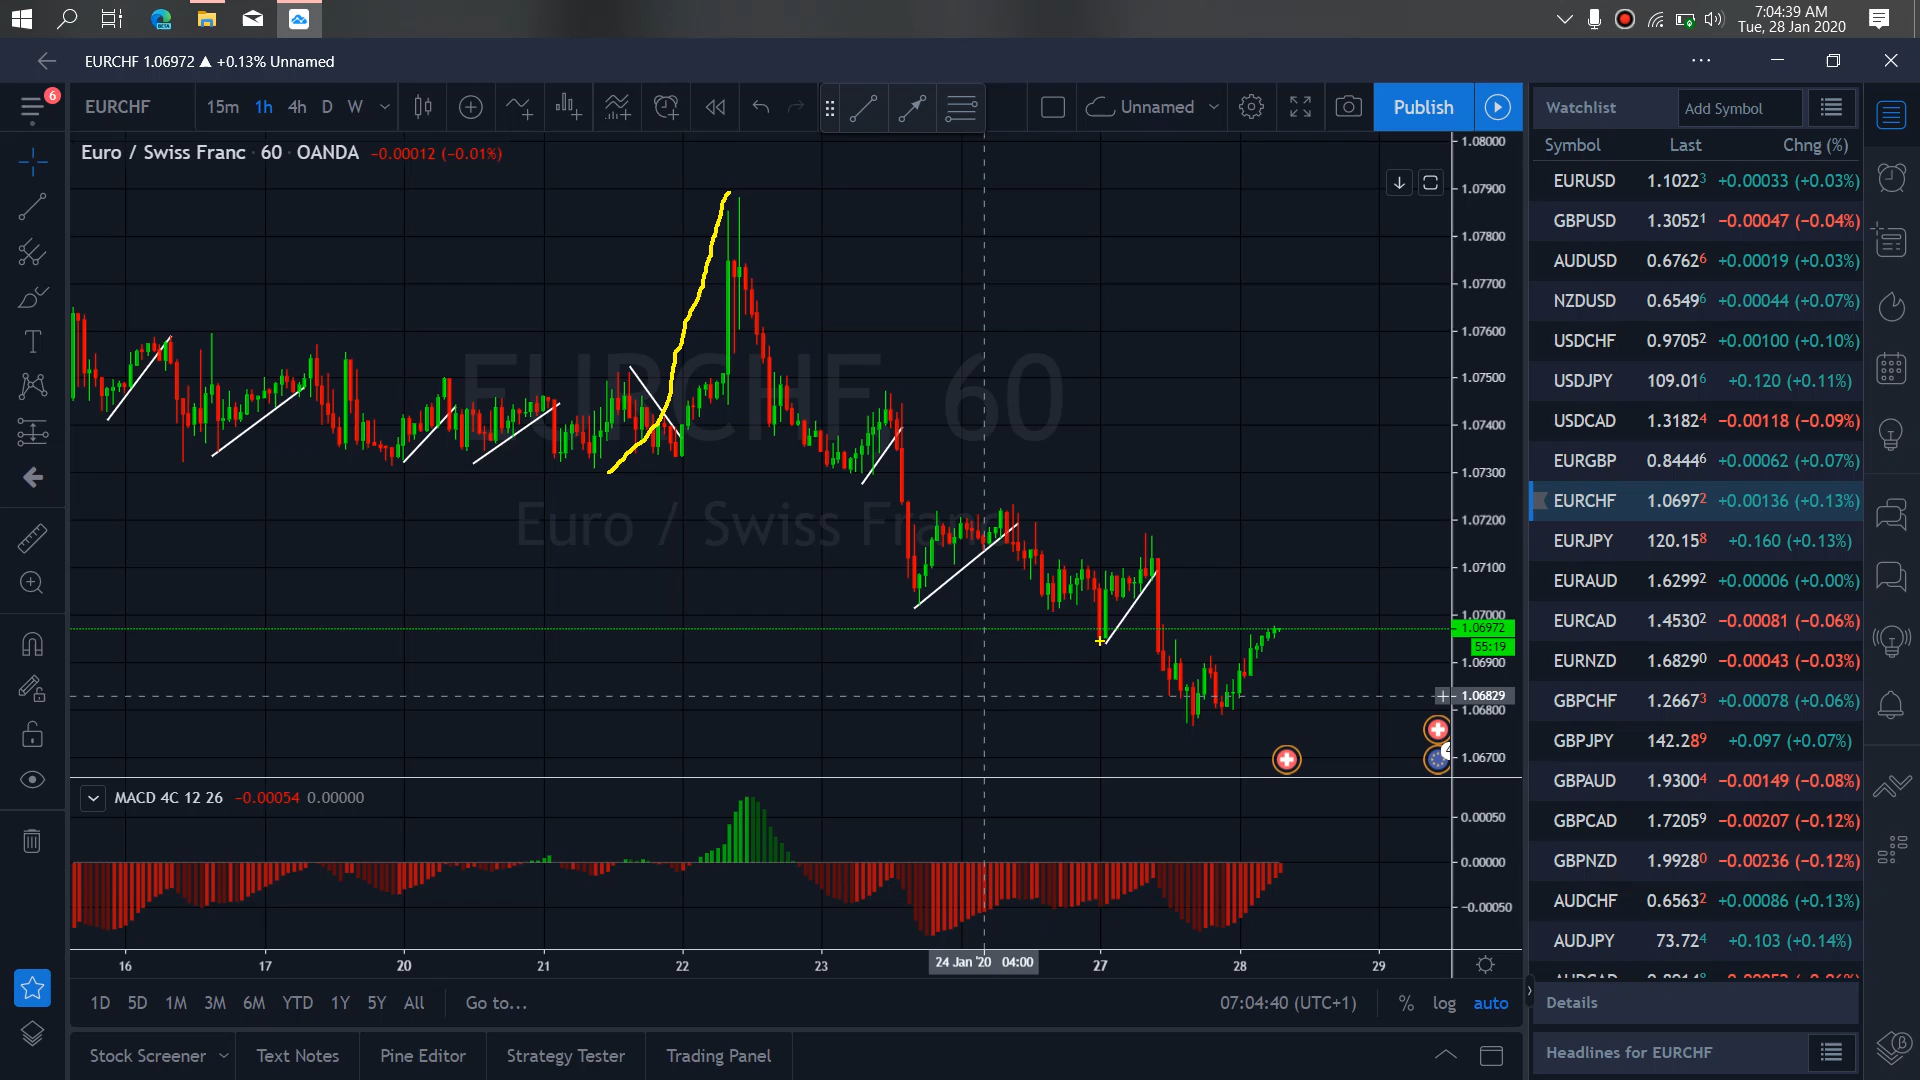 7:04:39 AM
Tue, 28 Jan 2020
EURCHF 1.06972 ▲ +0.13% Unnamed
6
EURCHF 15m 1h 4h D W Unnamed Publish
Euro / Swiss Franc · 60 · OANDA −0.00012 (−0.01%)
EURCHF 60
Euro / Swiss Franc
1.08000
1.07900
1.07800
1.07700
1.07600
1.07500
1.07400
1.07300
1.07200
1.07100
1.07000
1.06972
55:19
1.06900
1.06829
1.06800
1.06700
MACD 4C 12 26 −0.00054 0.00000
0.00050
0.00000
−0.00050
16 17 20 21 22 23 24 Jan '20 04:00 27 28 29
1D 5D 1M 3M 6M YTD 1Y 5Y All Go to... 07:04:40 (UTC+1) % log auto
Stock Screener Text Notes Pine Editor Strategy Tester Trading Panel
Watchlist Add Symbol
Symbol Last Chng (%)
EURUSD 1.10223 +0.00033 (+0.03%)
GBPUSD 1.30521 −0.00047 (−0.04%)
AUDUSD 0.67626 +0.00019 (+0.03%)
NZDUSD 0.65496 +0.00044 (+0.07%)
USDCHF 0.97052 +0.00100 (+0.10%)
USDJPY 109.016 +0.120 (+0.11%)
USDCAD 1.31824 −0.00118 (−0.09%)
EURGBP 0.84446 +0.00062 (+0.07%)
EURCHF 1.06972 +0.00136 (+0.13%)
EURJPY 120.158 +0.160 (+0.13%)
EURAUD 1.62992 +0.00006 (+0.00%)
EURCAD 1.45302 −0.00081 (−0.06%)
EURNZD 1.68290 −0.00043 (−0.03%)
GBPCHF 1.26673 +0.00078 (+0.06%)
GBPJPY 142.289 +0.097 (+0.07%)
GBPAUD 1.93004 −0.00149 (−0.08%)
GBPCAD 1.72059 −0.00207 (−0.12%)
GBPNZD 1.99280 −0.00236 (−0.12%)
AUDCHF 0.65632 +0.00086 (+0.13%)
AUDJPY 73.724 +0.103 (+0.14%)
Details
Headlines for EURCHF